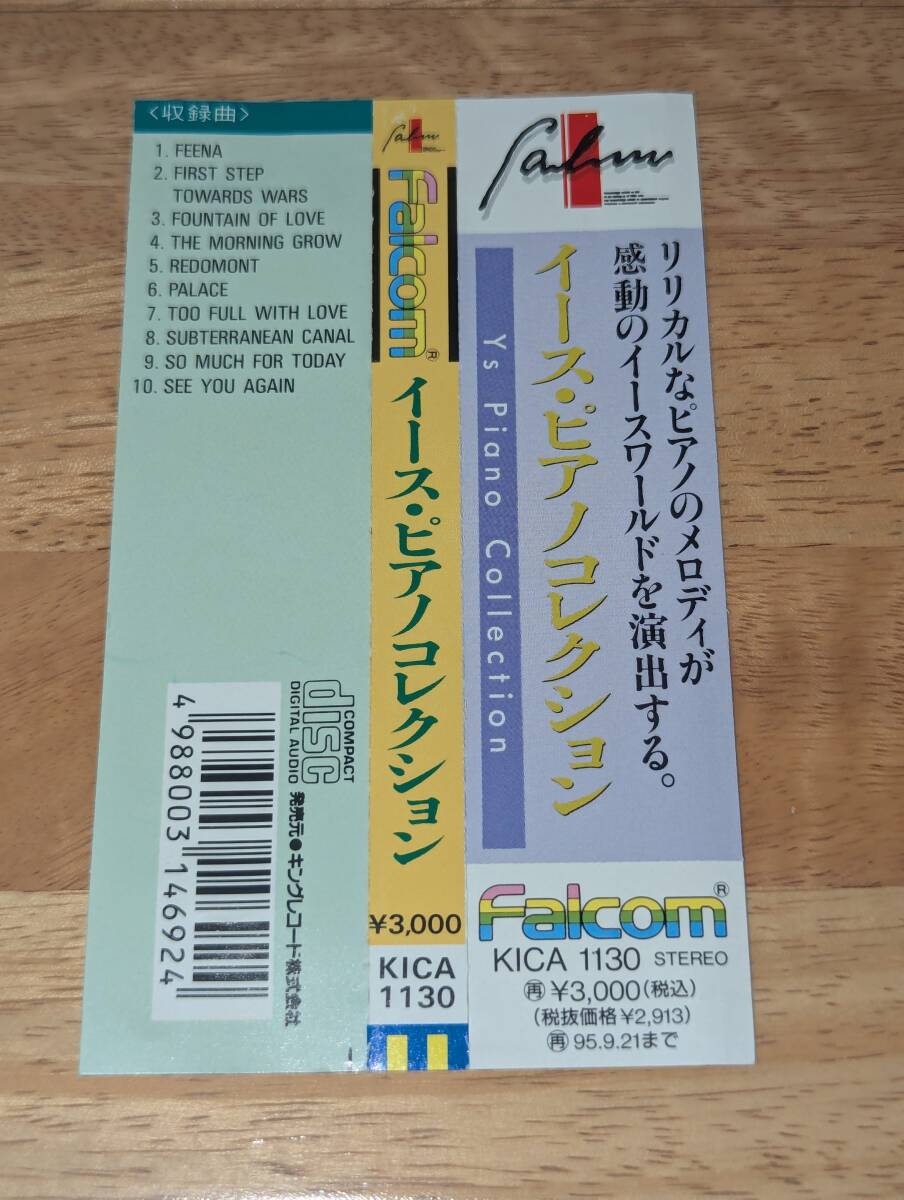 〈収録曲〉
1. FEENA
2. FIRST STEP
TOWARDS WARS
3. FOUNTAIN OF LOVE
4. THE MORNING GROW
5. REDOMONT
6. PALACE
7. TOO FULL WITH LOVE
8. SUBTERRANEAN CANAL
9. SO MUCH FOR TODAY
10. SEE YOU AGAIN
COMPACT
disc
DIGITAL AUDIO
発売元●キングレコード株式会社
4 988003 146924
Falcom®
イース・ピアノコレクション
¥3,000
KICA
1130
リリカルなピアノのメロディが
感動のイースワールドを演出する。
イース・ピアノコレクション
Ys Piano Collection
Falcom®
KICA 1130 STEREO
㊢¥3,000(税込)
(税抜価格¥2,913)
㊢95.9.21まで